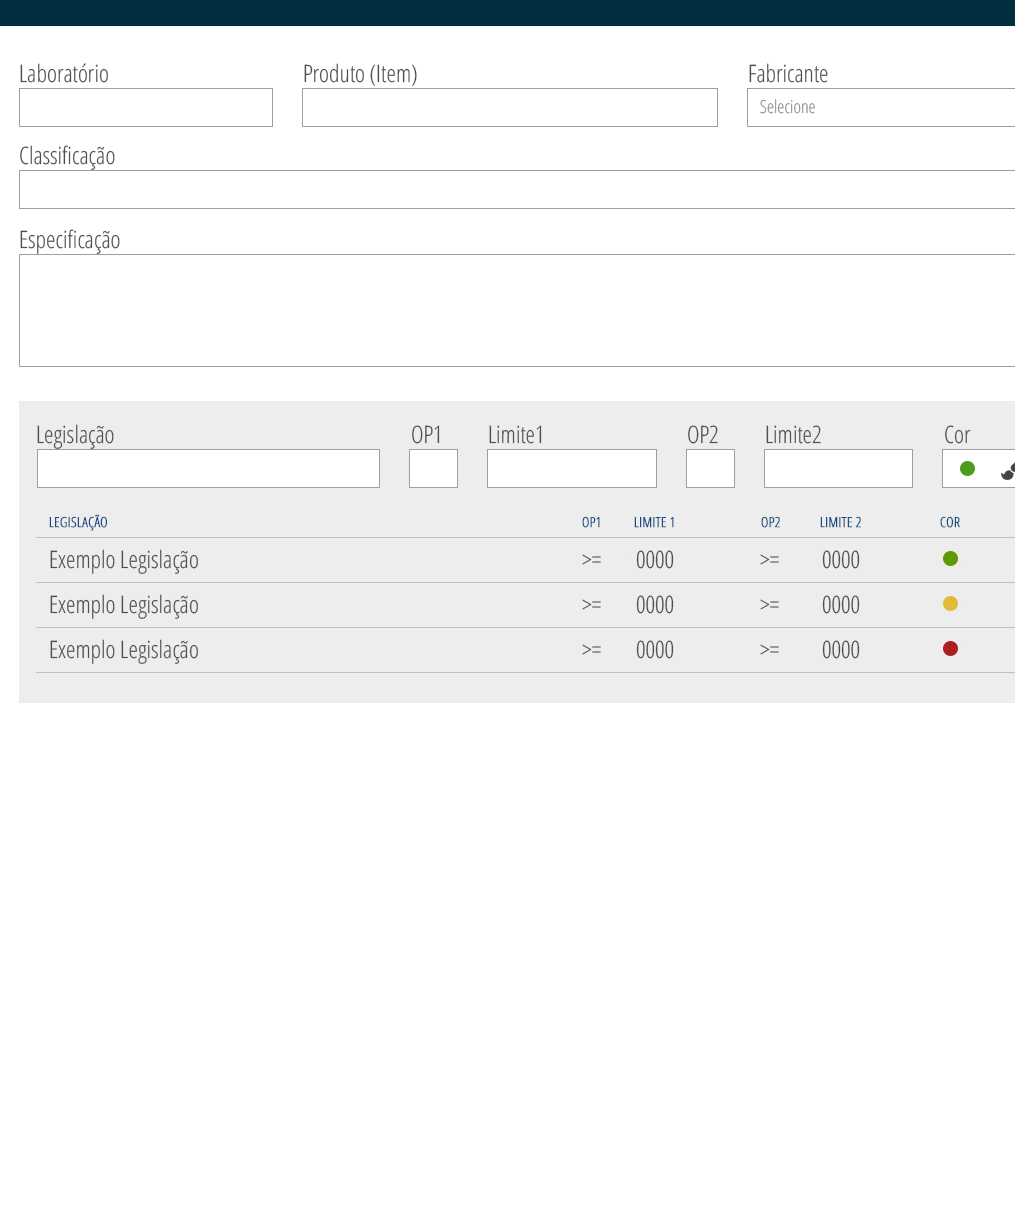 Laboratório Produto (Item) Fabricante
Selecione
Classificação
Especificação
Legislação OP1 Limite1 OP2 Limite2 Cor
LEGISLAÇÃO OP1 LIMITE 1 OP2 LIMITE 2 COR
Exemplo Legislação >= 0000 >= 0000
Exemplo Legislação >= 0000 >= 0000
Exemplo Legislação >= 0000 >= 0000